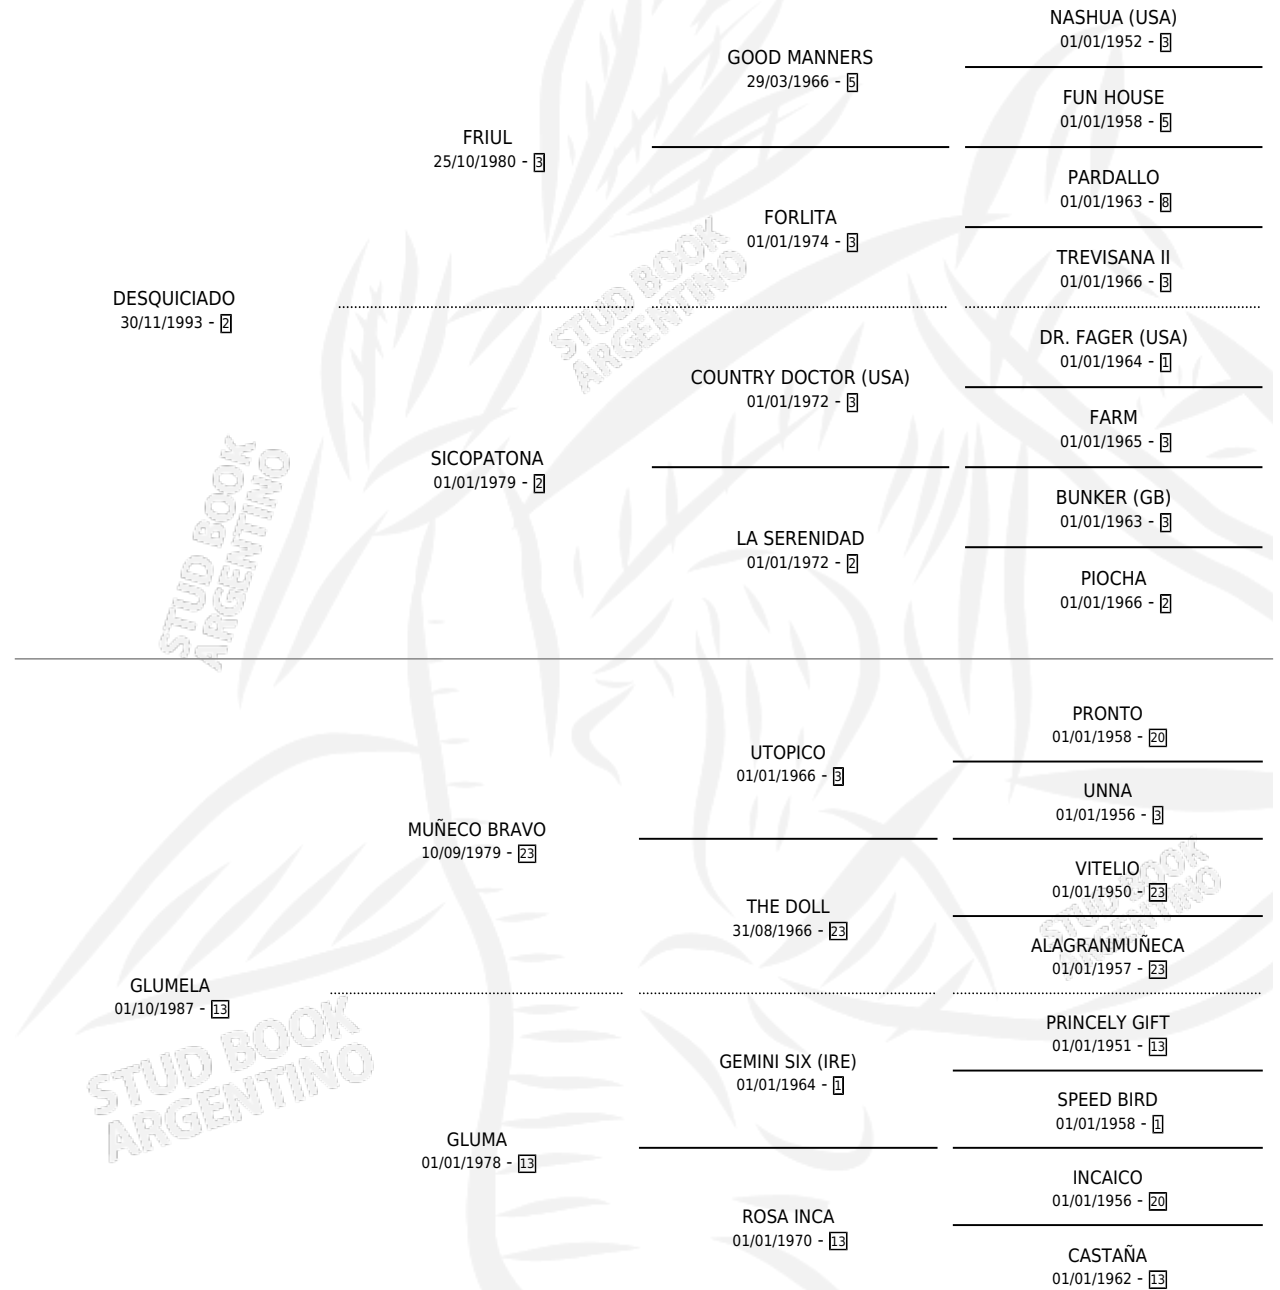 NASHUA (USA)
01/01/1952 - 3
GOOD MANNERS
29/03/1966 - 5
FUN HOUSE
01/01/1958 - 5
FRIUL
25/10/1980 - 3
PARDALLO
01/01/1963 - 8
FORLITA
01/01/1974 - 3
TREVISANA II
01/01/1966 - 3
DESQUICIADO
30/11/1993 - 2
DR. FAGER (USA)
01/01/1964 - 1
COUNTRY DOCTOR (USA)
01/01/1972 - 3
FARM
01/01/1965 - 3
SICOPATONA
01/01/1979 - 2
BUNKER (GB)
01/01/1963 - 3
LA SERENIDAD
01/01/1972 - 2
PIOCHA
01/01/1966 - 2
PRONTO
01/01/1958 - 20
UTOPICO
01/01/1966 - 3
UNNA
01/01/1956 - 3
MUÑECO BRAVO
10/09/1979 - 23
VITELIO
01/01/1950 - 23
THE DOLL
31/08/1966 - 23
ALAGRANMUÑECA
01/01/1957 - 23
GLUMELA
01/10/1987 - 13
PRINCELY GIFT
01/01/1951 - 13
GEMINI SIX (IRE)
01/01/1964 - 1
SPEED BIRD
01/01/1958 - 1
GLUMA
01/01/1978 - 13
INCAICO
01/01/1956 - 20
ROSA INCA
01/01/1970 - 13
CASTAÑA
01/01/1962 - 13
STUD BOOK
ARGENTINO
STUD BOOK
ARGENTINO
STUD BOOK
ARGENTINO
STUD BOOK
ARGENTINO